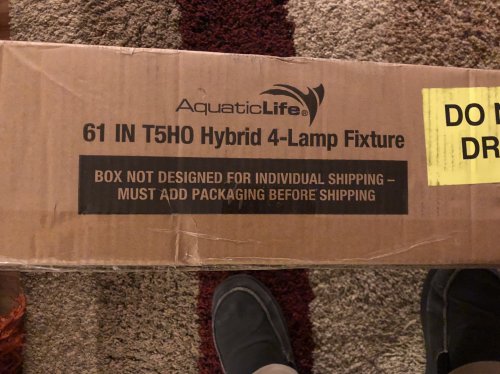 AquaticLife®
61 IN T5HO Hybrid 4-Lamp Fixture
BOX NOT DESIGNED FOR INDIVIDUAL SHIPPING –
MUST ADD PACKAGING BEFORE SHIPPING
DO